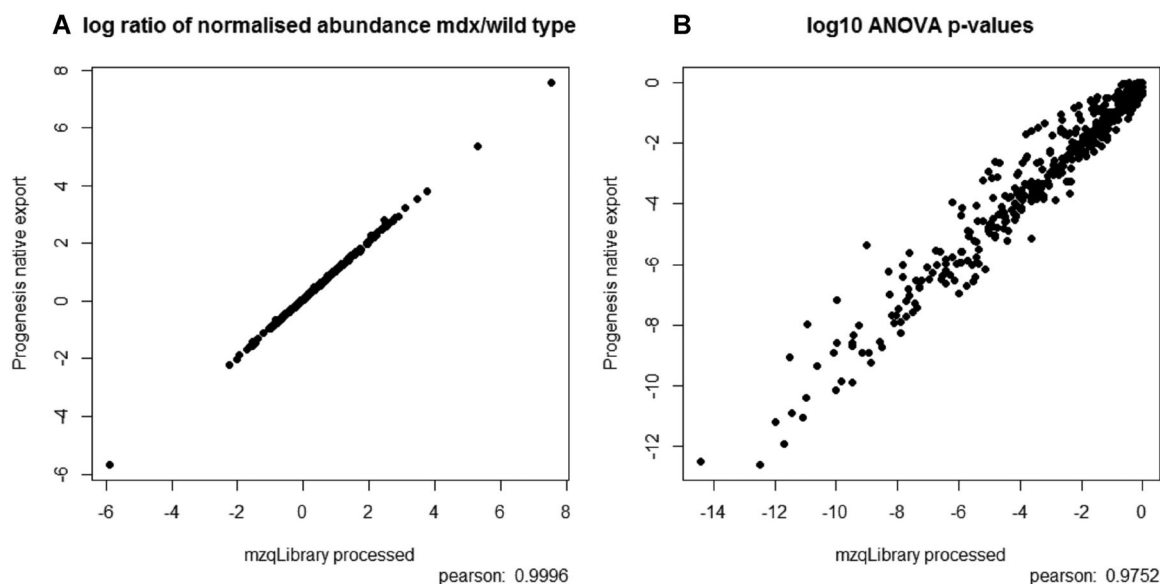 A log ratio of normalised abundance mdx/wild type
8
6
4
2
0
-2
-4
-6
Progenesis native export
-6 -4 -2 0 2 4 6 8
mzqLibrary processed
pearson: 0.9996
B log10 ANOVA p-values
0
-2
-4
-6
-8
-10
-12
Progenesis native export
-14 -12 -10 -8 -6 -4 -2 0
mzqLibrary processed
pearson: 0.9752